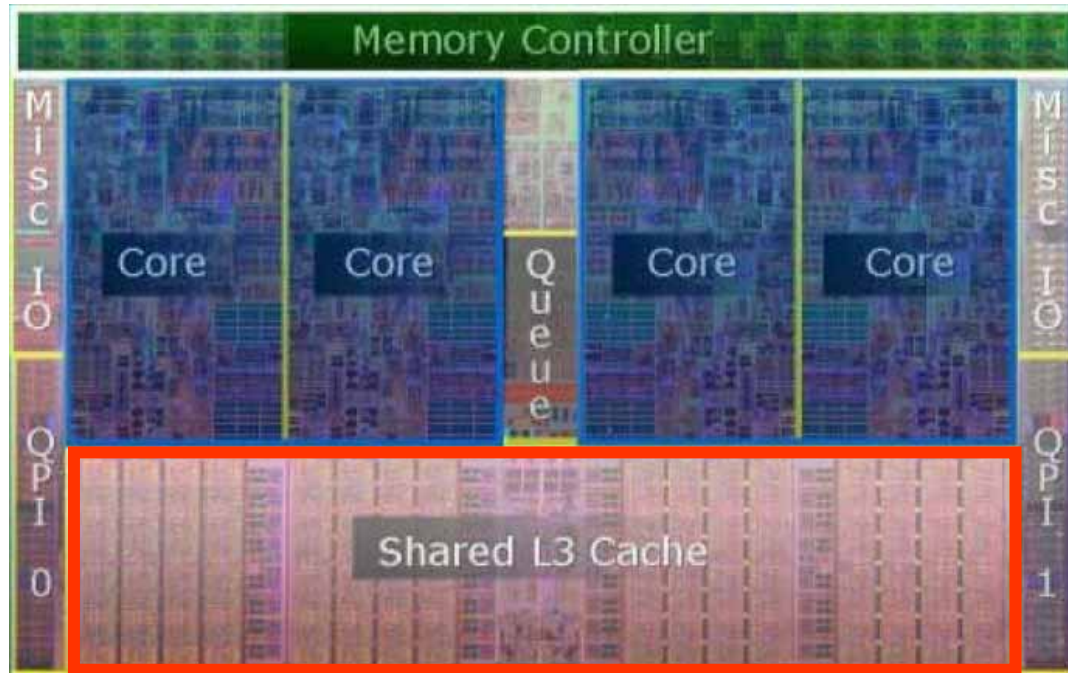 Memory Controller
Misc IO
Core
Core
Queue
Core
Core
Misc IO
QPI 0
Shared L3 Cache
QPI 1